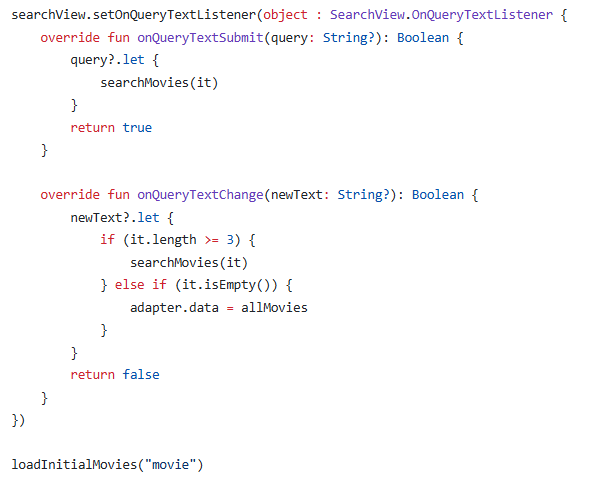 searchView.setOnQueryTextListener(object : SearchView.OnQueryTextListener {
    override fun onQueryTextSubmit(query: String?): Boolean {
        query?.let {
            searchMovies(it)
        }
        return true
    }

    override fun onQueryTextChange(newText: String?): Boolean {
        newText?.let {
            if (it.length >= 3) {
                searchMovies(it)
            } else if (it.isEmpty()) {
                adapter.data = allMovies
            }
        }
        return false
    }
})

loadInitialMovies("movie")